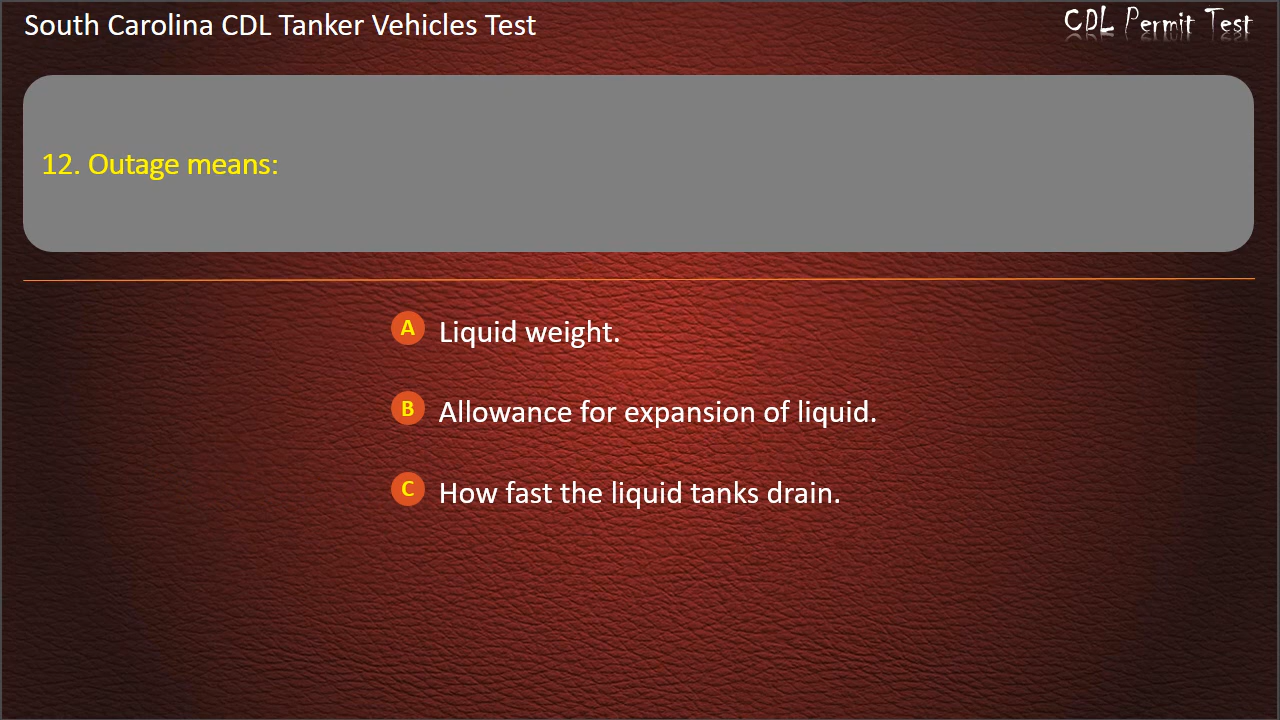 South Carolina CDL Tanker Vehicles Test
CDL Permit Test
12. Outage means:
A Liquid weight.
B Allowance for expansion of liquid.
C How fast the liquid tanks drain.